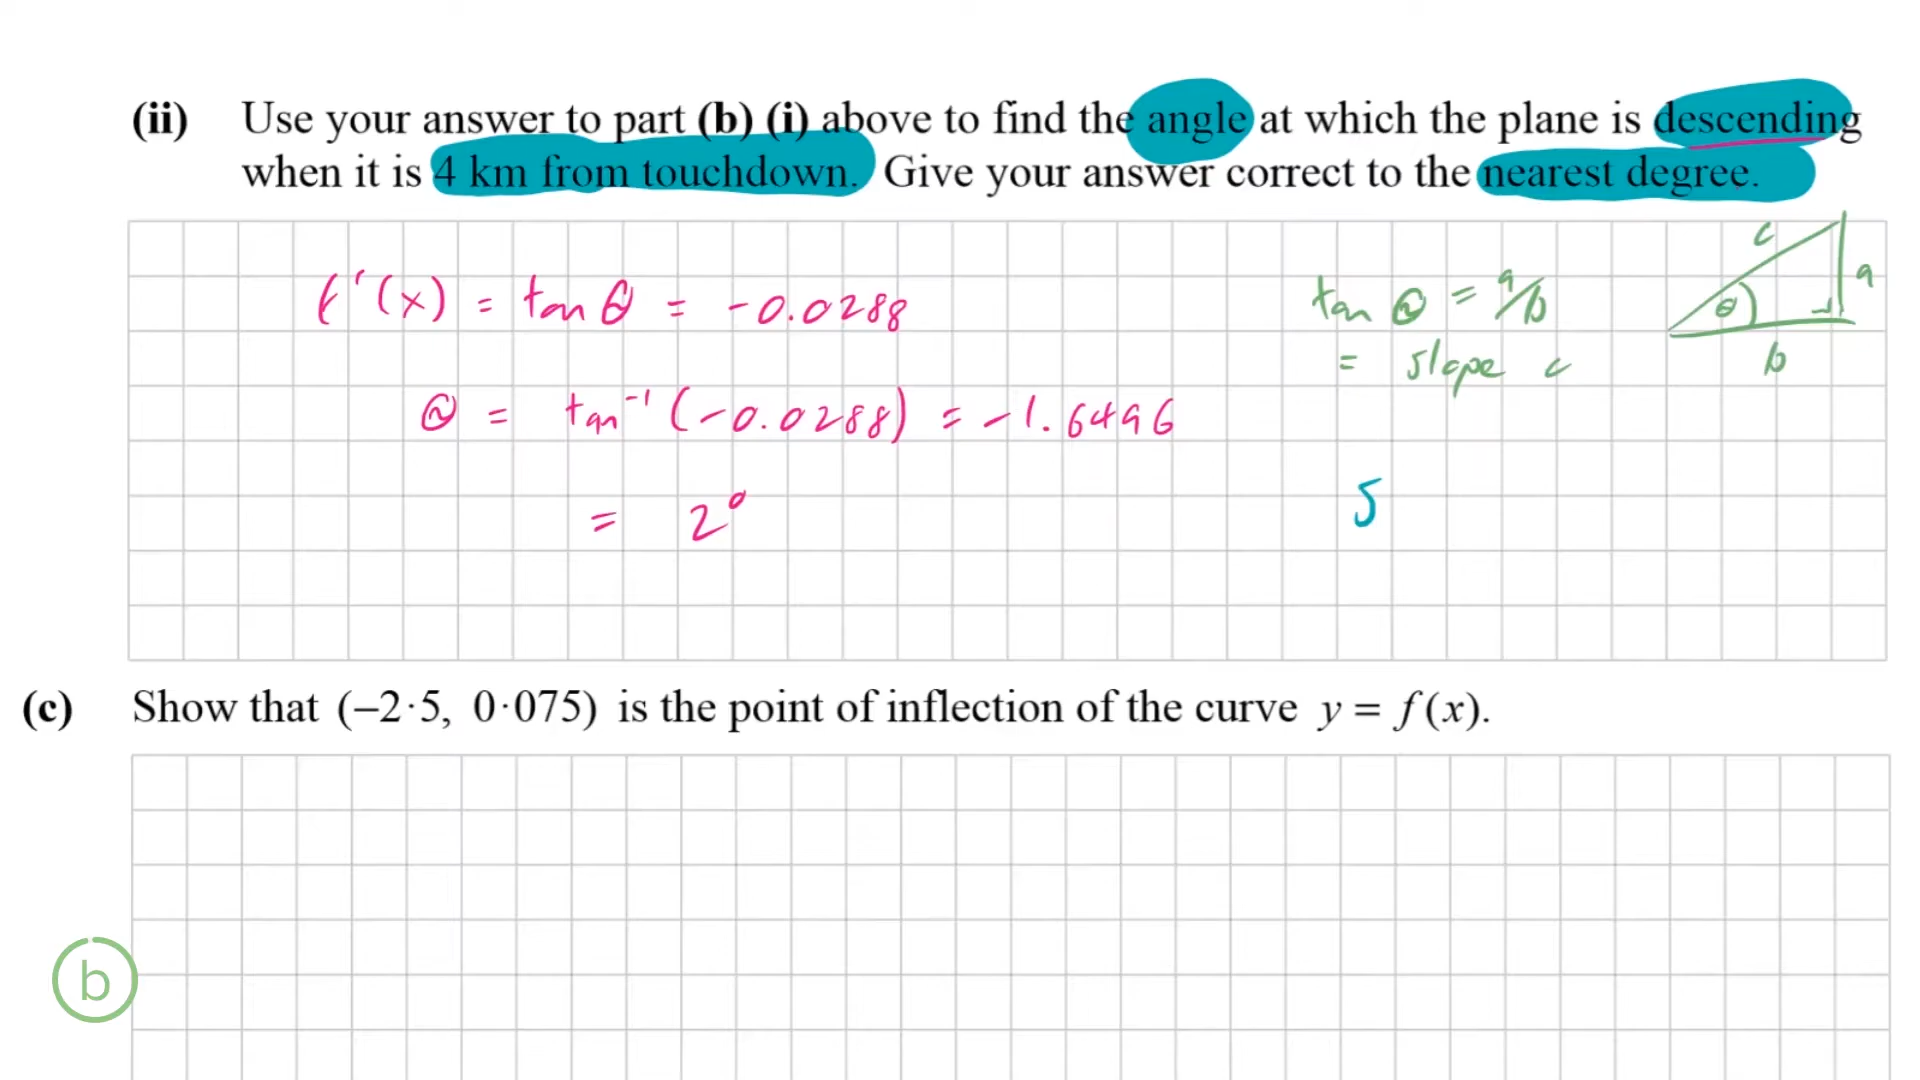 (ii) Use your answer to part (b) (i) above to find the angle at which the plane is descending
when it is 4 km from touchdown. Give your answer correct to the nearest degree.
f'(x) = tan θ = -0.0288
θ = tan⁻¹(-0.0288) = -1.6496
= 2°
tan θ = a/b
= slope c
c
a
θ
b
5
(c) Show that (−2·5, 0·075) is the point of inflection of the curve y = f(x).
b